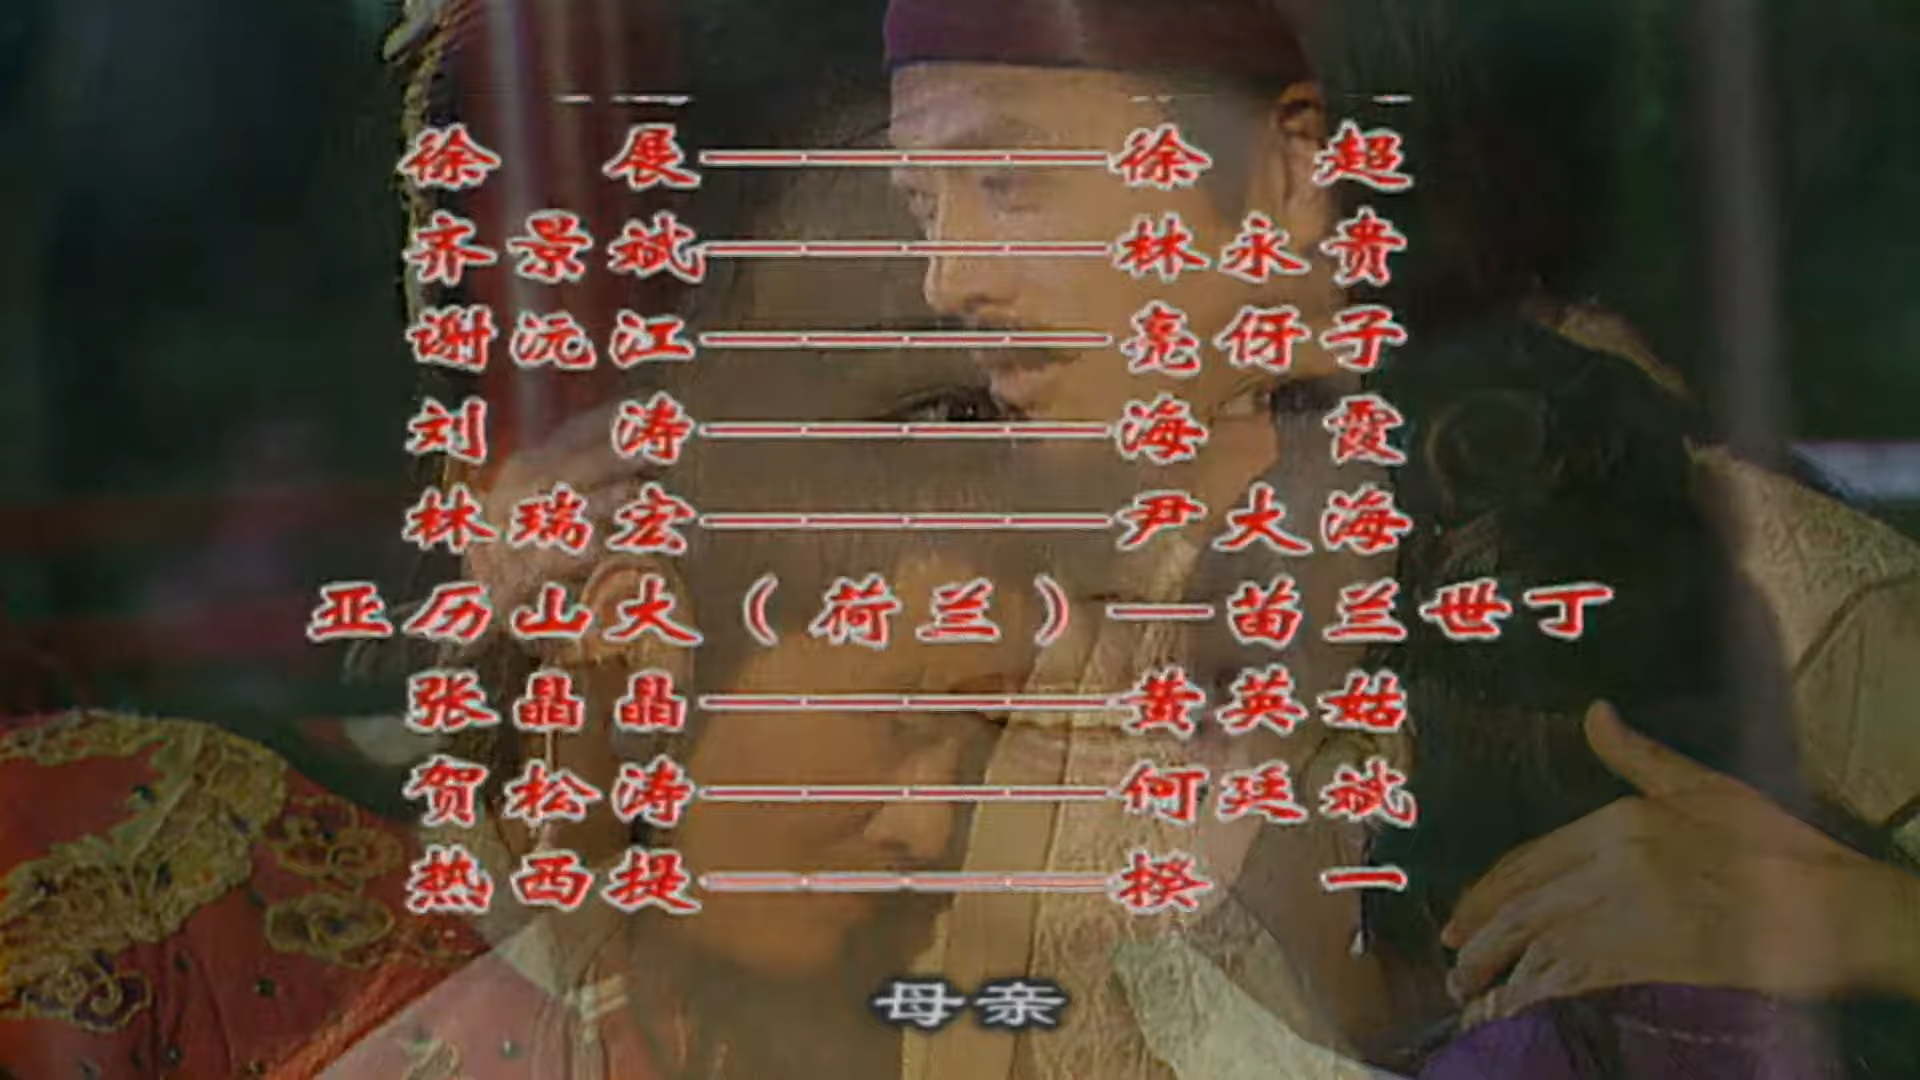 徐展————徐超
齐景斌————林永贵
谢沅江————亮伢子
刘涛————海霞
林瑞宏————尹大海
亚历山大（荷兰）—苗兰世丁
张晶晶————黄英姑
贺松涛————何廷斌
热西提————揆一
母亲